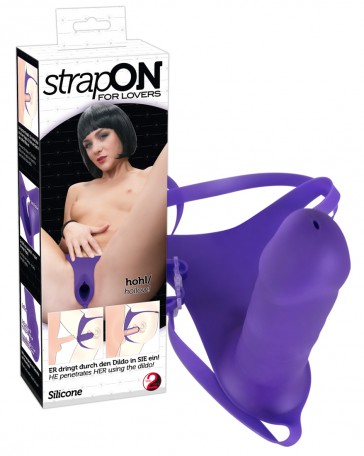 strapON
FOR LOVERS
hohl/
hollow!
ER dringt durch den Dildo in SIE ein!
HE penetrates HER using the dildo!
Silicone